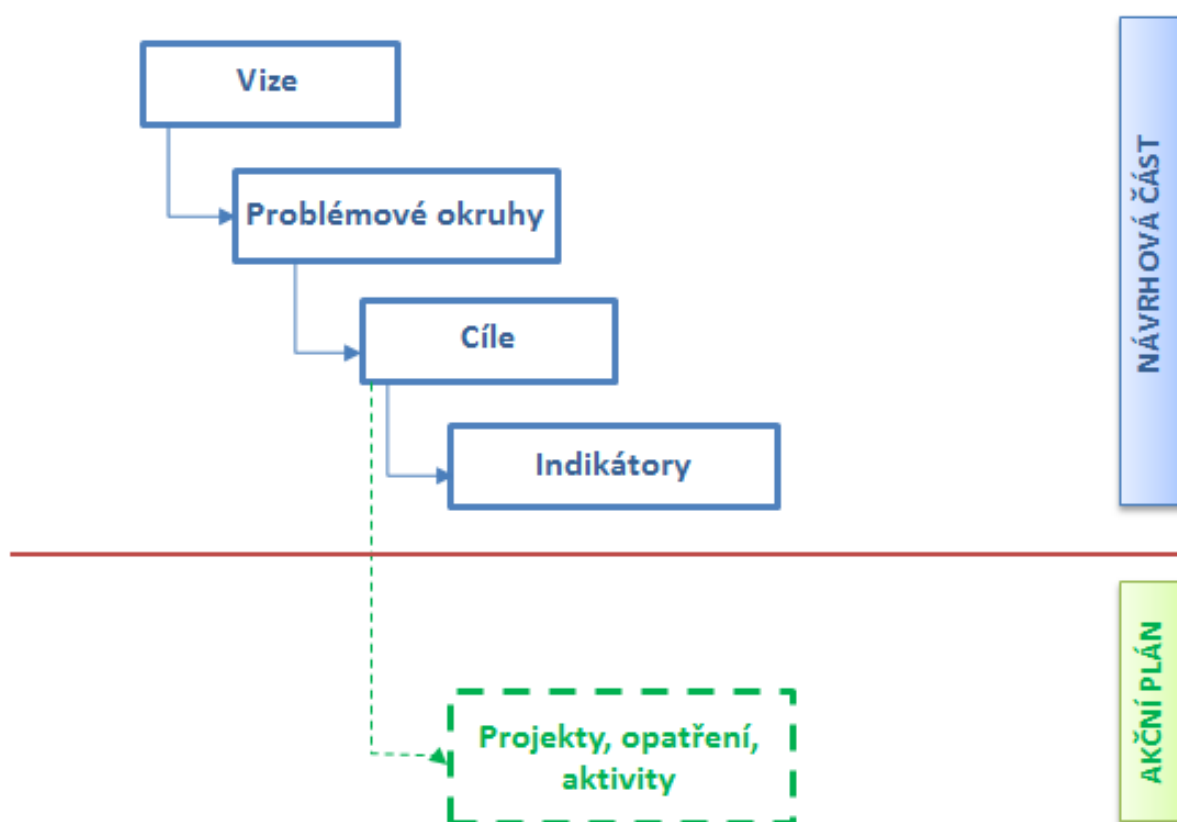 Vize
Problémové okruhy
Cíle
Indikátory
NÁVRHOVÁ ČÁST
Projekty, opatření,
aktivity
AKČNÍ PLÁN